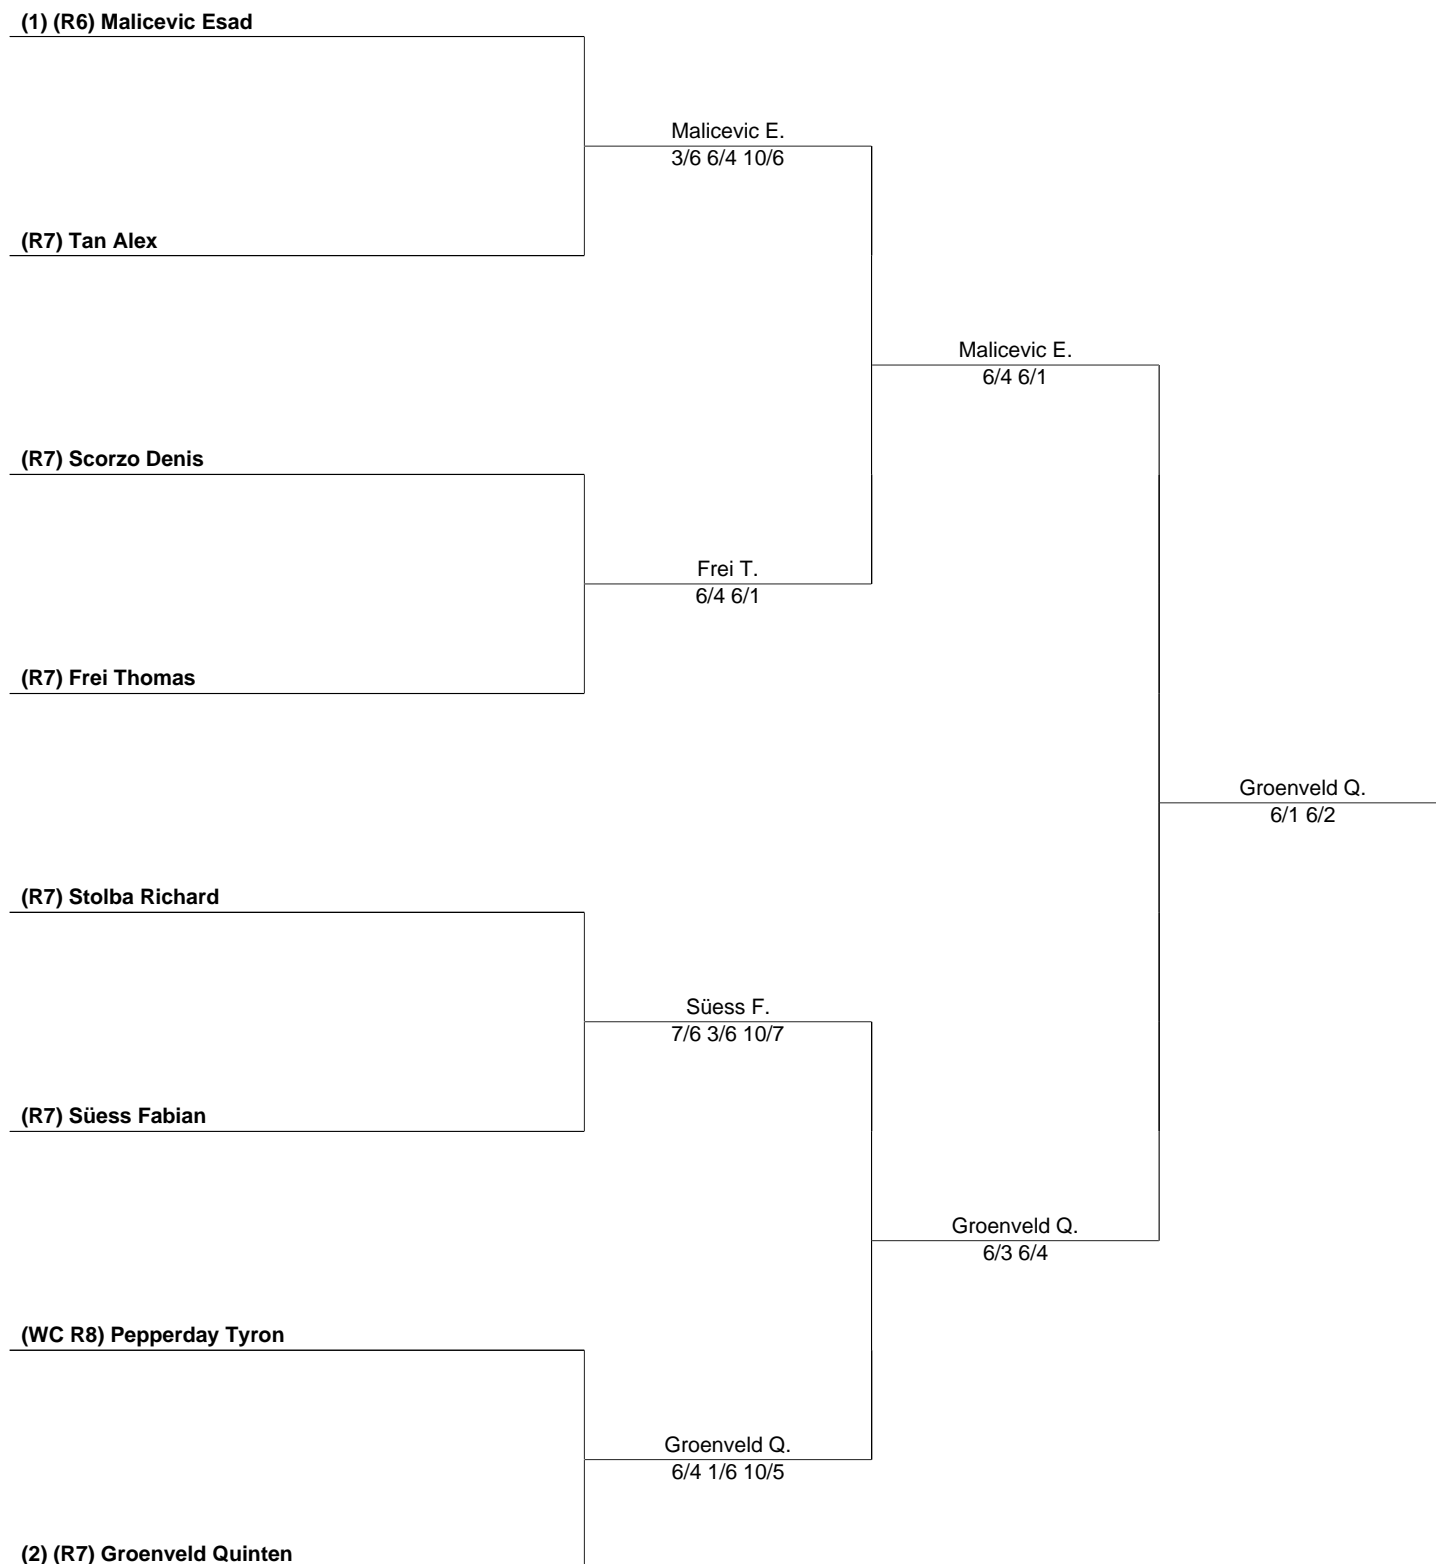 (1) (R6) Malicevic Esad
Malicevic E.
3/6 6/4 10/6
(R7) Tan Alex
Malicevic E.
6/4 6/1
(R7) Scorzo Denis
Frei T.
6/4 6/1
(R7) Frei Thomas
Groenveld Q.
6/1 6/2
(R7) Stolba Richard
Süess F.
7/6 3/6 10/7
(R7) Süess Fabian
Groenveld Q.
6/3 6/4
(WC R8) Pepperday Tyron
Groenveld Q.
6/4 1/6 10/5
(2) (R7) Groenveld Quinten